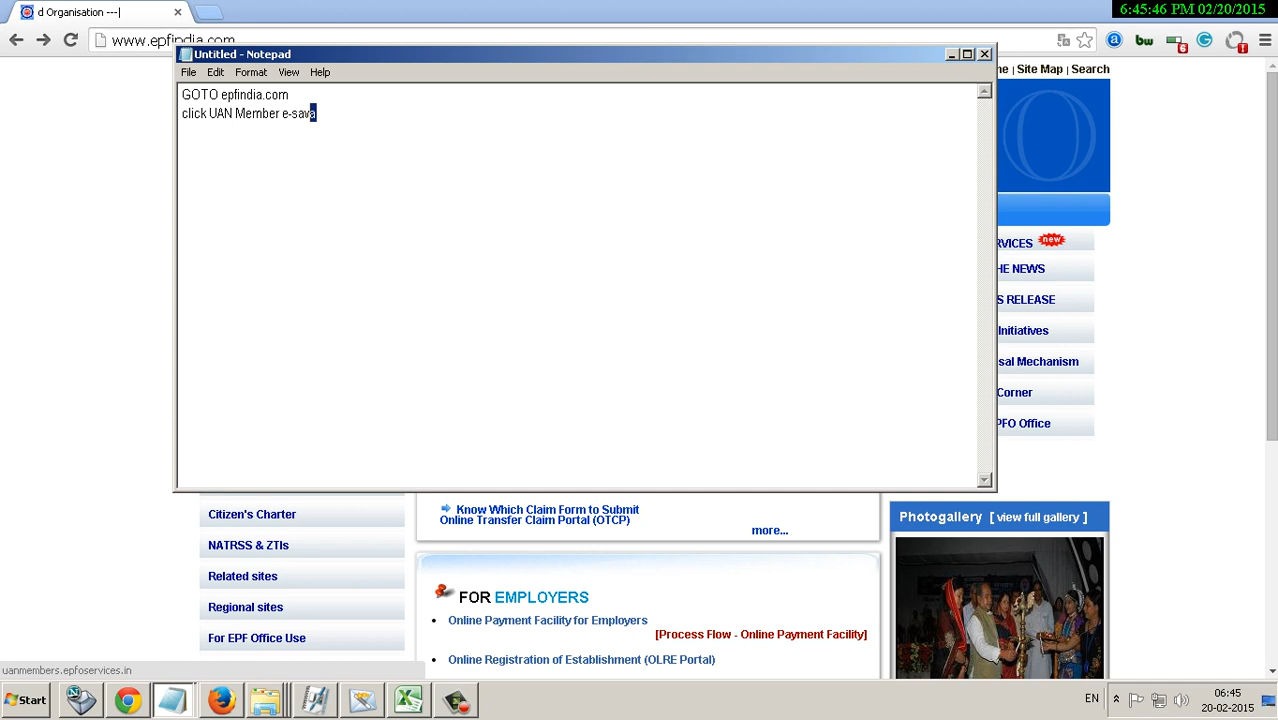 6:45:46 PM 02/20/2015
d Organisation ---|
www.epfindia.com
Untitled - Notepad
File Edit Format View Help
GOTO epfindia.com
click UAN Member e-sava
Site Map | Search
new
HE NEWS
RELEASE
Initiatives
Mechanism
Corner
Office
Citizen's Charter
NATRSS & ZTIs
Related sites
Regional sites
For EPF Office Use
Know Which Claim Form to Submit
Online Transfer Claim Portal (OTCP)
more...
FOR EMPLOYERS
Online Payment Facility for Employers
[Process Flow - Online Payment Facility]
Online Registration of Establishment (OLRE Portal)
Photogallery [ view full gallery ]
uanmembers.epfoservices.in
Start
EN
06:45
20-02-2015